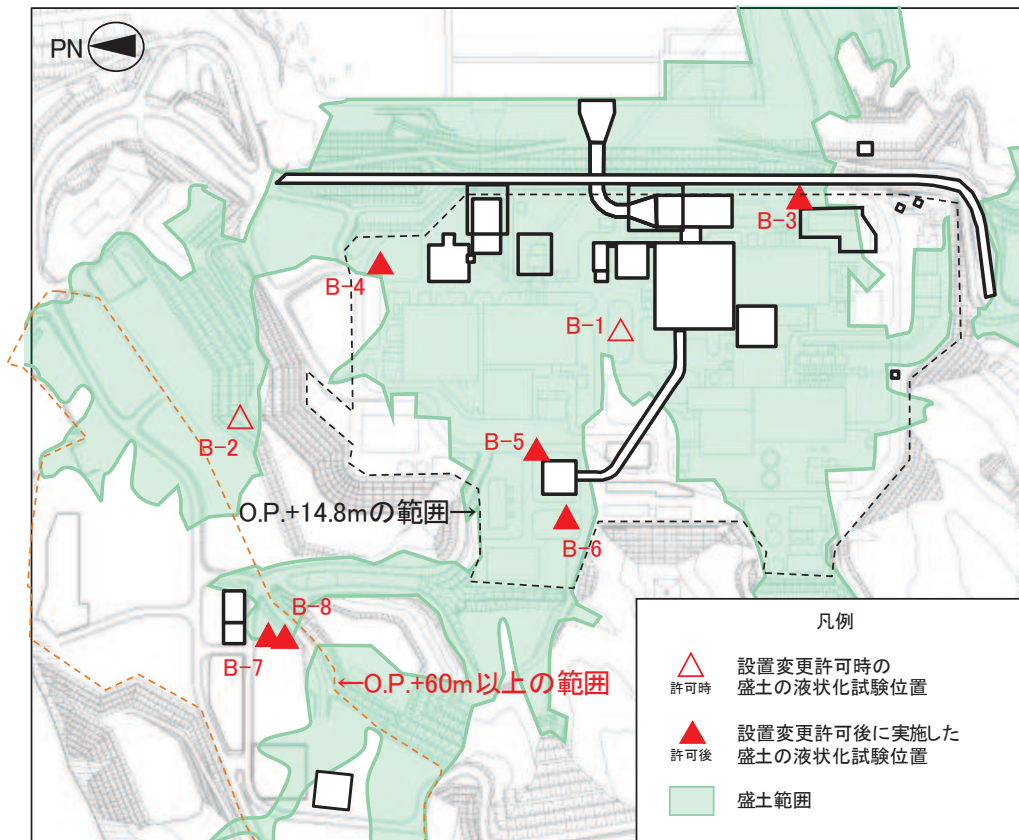 PN
B-3
B-4
B-1
B-2
B-5
O.P.+14.8mの範囲→
B-6
B-8
B-7
←O.P.+60m以上の範囲
凡例
許可時
設置変更許可時の
盛土の液状化試験位置
許可後
設置変更許可後に実施した
盛土の液状化試験位置
盛土範囲